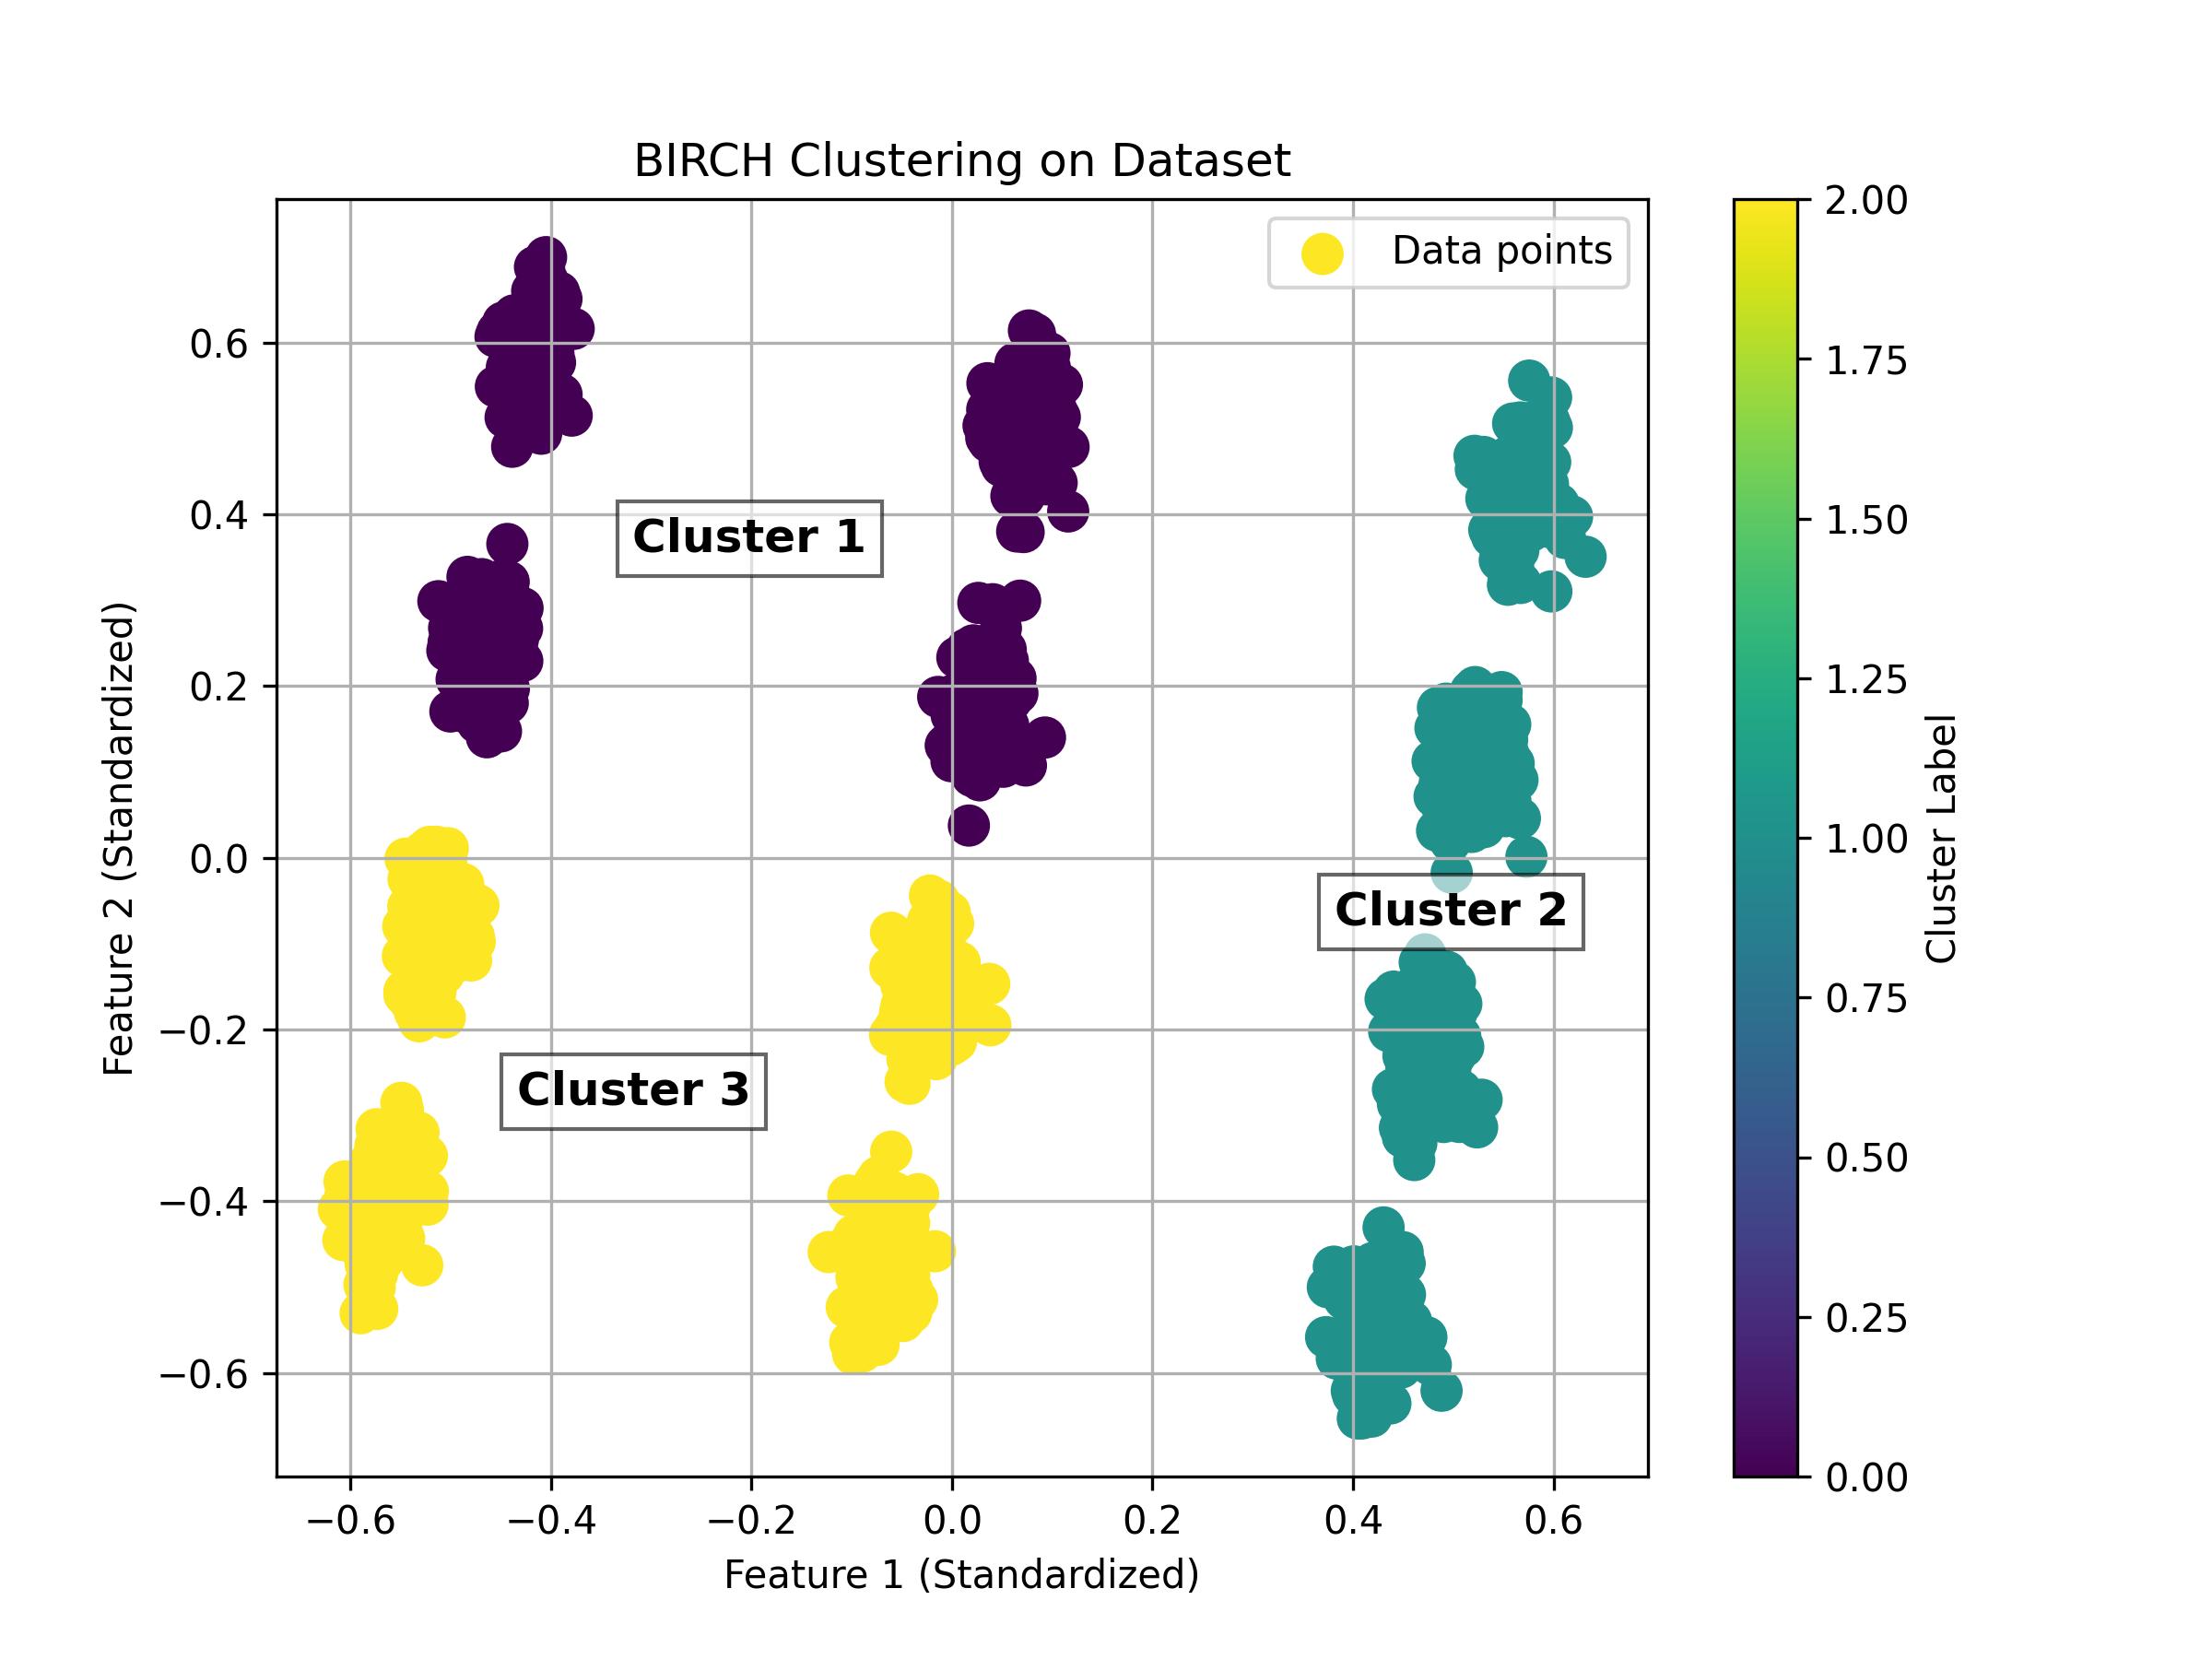 BIRCH Clustering on Dataset
Data points
Cluster 1
Cluster 2
Cluster 3
0.6
0.4
0.2
0.0
−0.2
−0.4
−0.6
Feature 2 (Standardized)
−0.6
−0.4
−0.2
0.0
0.2
0.4
0.6
Feature 1 (Standardized)
2.00
1.75
1.50
1.25
1.00
0.75
0.50
0.25
0.00
Cluster Label